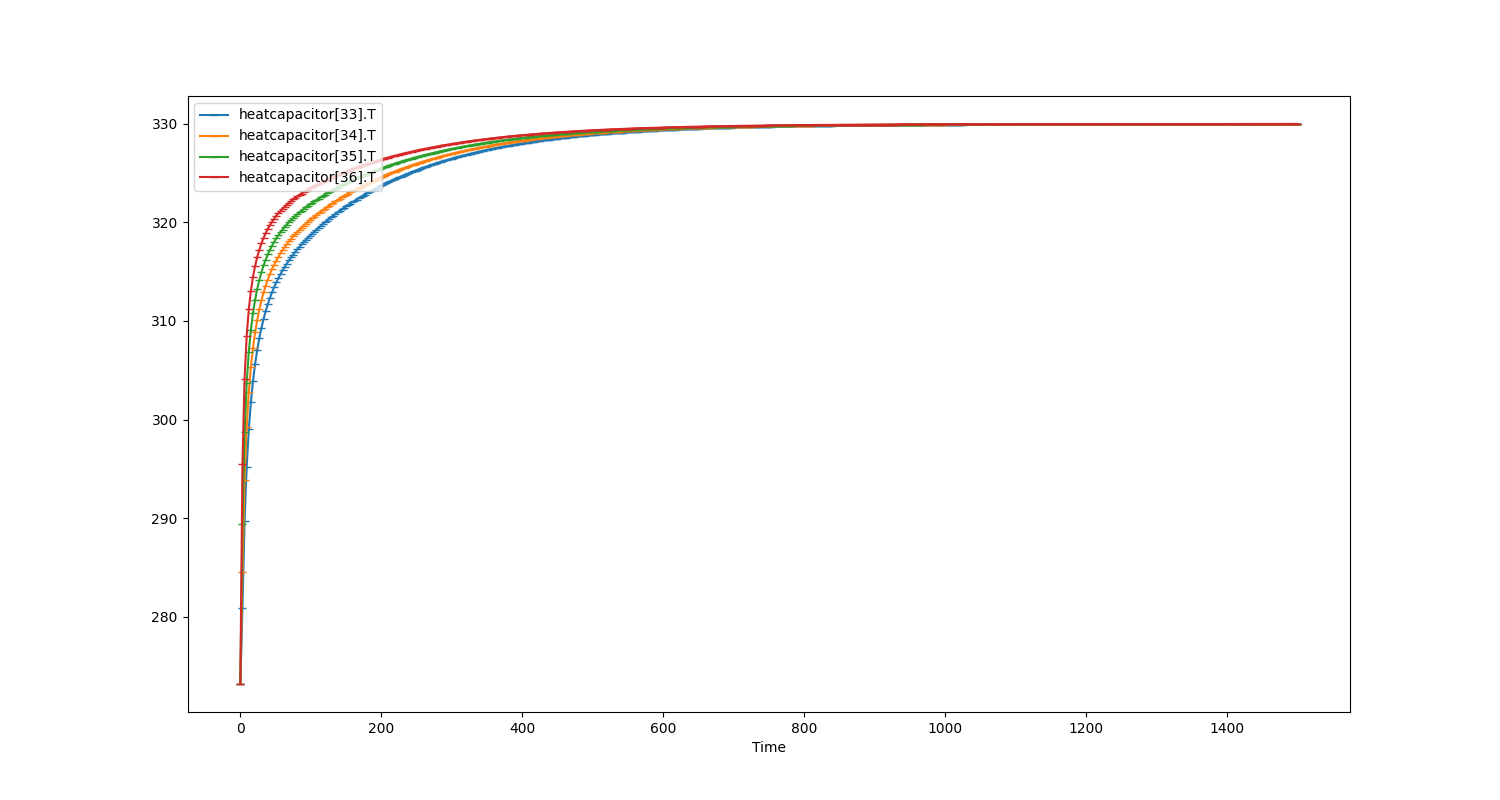 heatcapacitor[33].T
heatcapacitor[34].T
heatcapacitor[35].T
heatcapacitor[36].T
330
320
310
300
290
280
0 200 400 600 800 1000 1200 1400
Time